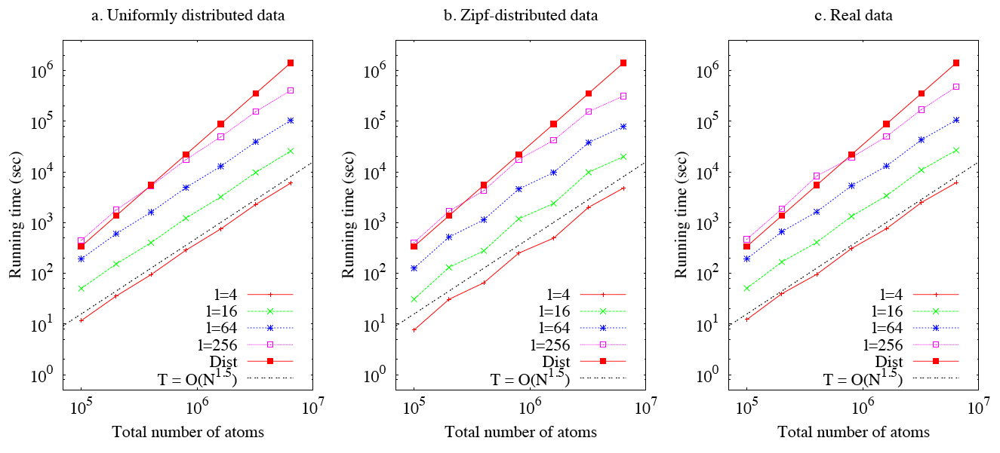 a. Uniformly distributed data
Running time (sec)
10^6
10^5
10^4
10^3
10^2
10^1
10^0
l=4
l=16
l=64
l=256
Dist
T = O(N^1.5)
10^5 10^6 10^7
Total number of atoms
b. Zipf-distributed data
Running time (sec)
10^6
10^5
10^4
10^3
10^2
10^1
10^0
l=4
l=16
l=64
l=256
Dist
T = O(N^1.5)
10^5 10^6 10^7
Total number of atoms
c. Real data
Running time (sec)
10^6
10^5
10^4
10^3
10^2
10^1
10^0
l=4
l=16
l=64
l=256
Dist
T = O(N^1.5)
10^5 10^6 10^7
Total number of atoms